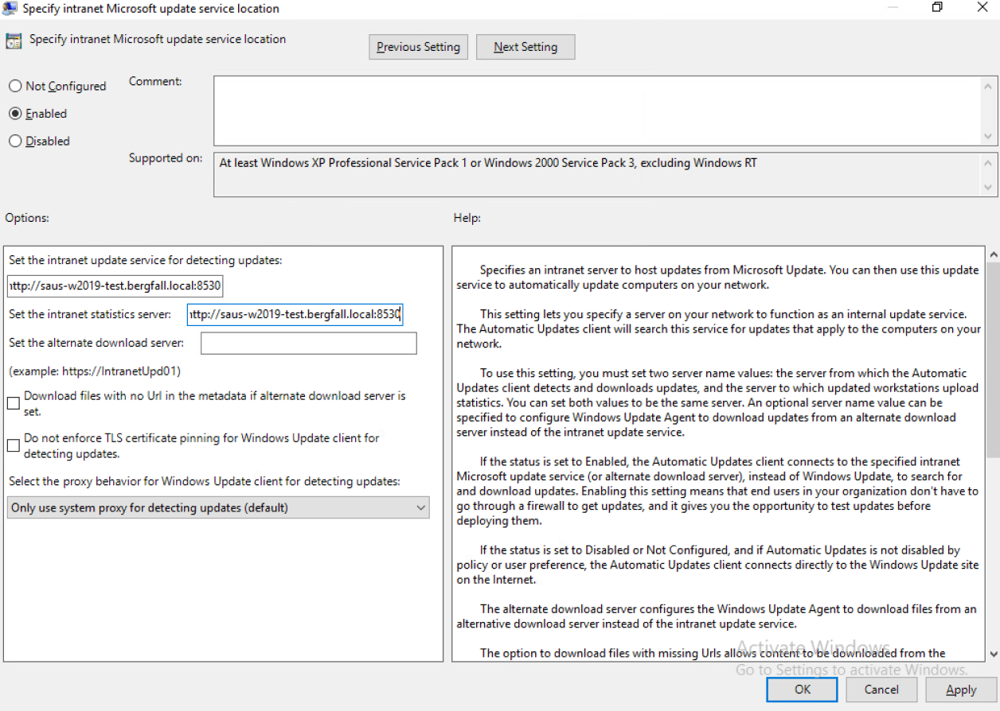 Specify intranet Microsoft update service location
Specify intranet Microsoft update service location
Previous Setting
Next Setting
Not Configured
Comment:
Enabled
Disabled
Supported on:
At least Windows XP Professional Service Pack 1 or Windows 2000 Service Pack 3, excluding Windows RT
Options:
Help:
Set the intranet update service for detecting updates:
http://saus-w2019-test.bergfall.local:8530
Set the intranet statistics server:
http://saus-w2019-test.bergfall.local:8530
Set the alternate download server:
(example: https://IntranetUpd01)
Download files with no Url in the metadata if alternate download server is
set.
Do not enforce TLS certificate pinning for Windows Update client for
detecting updates.
Select the proxy behavior for Windows Update client for detecting updates:
Only use system proxy for detecting updates (default)
Specifies an intranet server to host updates from Microsoft Update. You can then use this update
service to automatically update computers on your network.
This setting lets you specify a server on your network to function as an internal update service.
The Automatic Updates client will search this service for updates that apply to the computers on your
network.
To use this setting, you must set two server name values: the server from which the Automatic
Updates client detects and downloads updates, and the server to which updated workstations upload
statistics. You can set both values to be the same server. An optional server name value can be
specified to configure Windows Update Agent to download updates from an alternate download
server instead of the intranet update service.
If the status is set to Enabled, the Automatic Updates client connects to the specified intranet
Microsoft update service (or alternate download server), instead of Windows Update, to search for
and download updates. Enabling this setting means that end users in your organization don't have to
go through a firewall to get updates, and it gives you the opportunity to test updates before
deploying them.
If the status is set to Disabled or Not Configured, and if Automatic Updates is not disabled by
policy or user preference, the Automatic Updates client connects directly to the Windows Update site
on the Internet.
The alternate download server configures the Windows Update Agent to download files from an
alternative download server instead of the intranet update service.
The option to download files with missing Urls allows content to be downloaded from the
Activate Windows
Go to Settings to activate Windows.
OK
Cancel
Apply